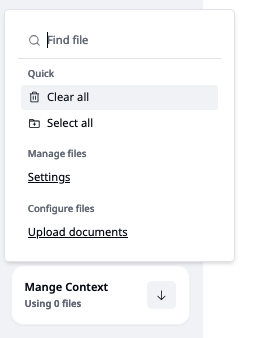 Find file
Quick
Clear all
Select all
Manage files
Settings
Configure files
Upload documents
Mange Context
Using 0 files